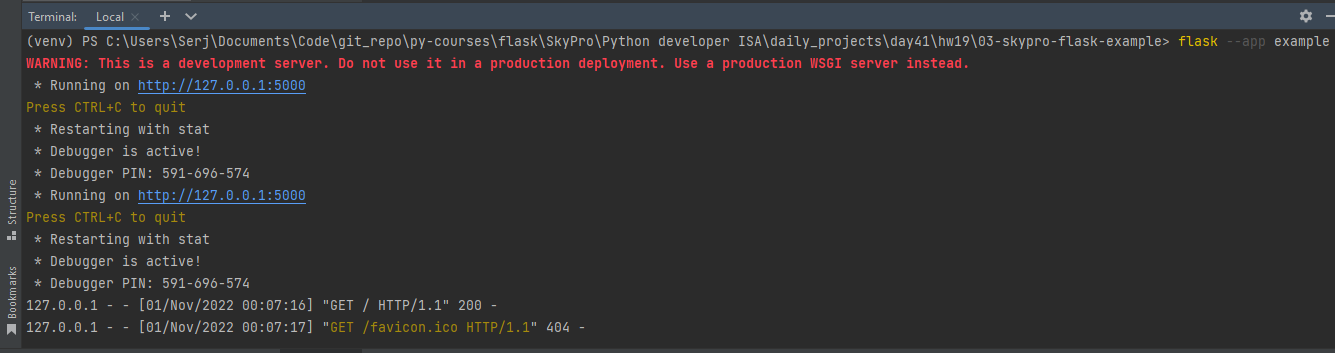 Terminal: Local × + ⌄
(venv) PS C:\Users\Serj\Documents\Code\git_repo\py-courses\flask\SkyPro\Python developer ISA\daily_projects\day41\hw19\03-skypro-flask-example> flask --app example
WARNING: This is a development server. Do not use it in a production deployment. Use a production WSGI server instead.
* Running on http://127.0.0.1:5000
Press CTRL+C to quit
* Restarting with stat
* Debugger is active!
* Debugger PIN: 591-696-574
* Running on http://127.0.0.1:5000
Press CTRL+C to quit
* Restarting with stat
* Debugger is active!
* Debugger PIN: 591-696-574
127.0.0.1 - - [01/Nov/2022 00:07:16] "GET / HTTP/1.1" 200 -
127.0.0.1 - - [01/Nov/2022 00:07:17] "GET /favicon.ico HTTP/1.1" 404 -
Structure
Bookmarks